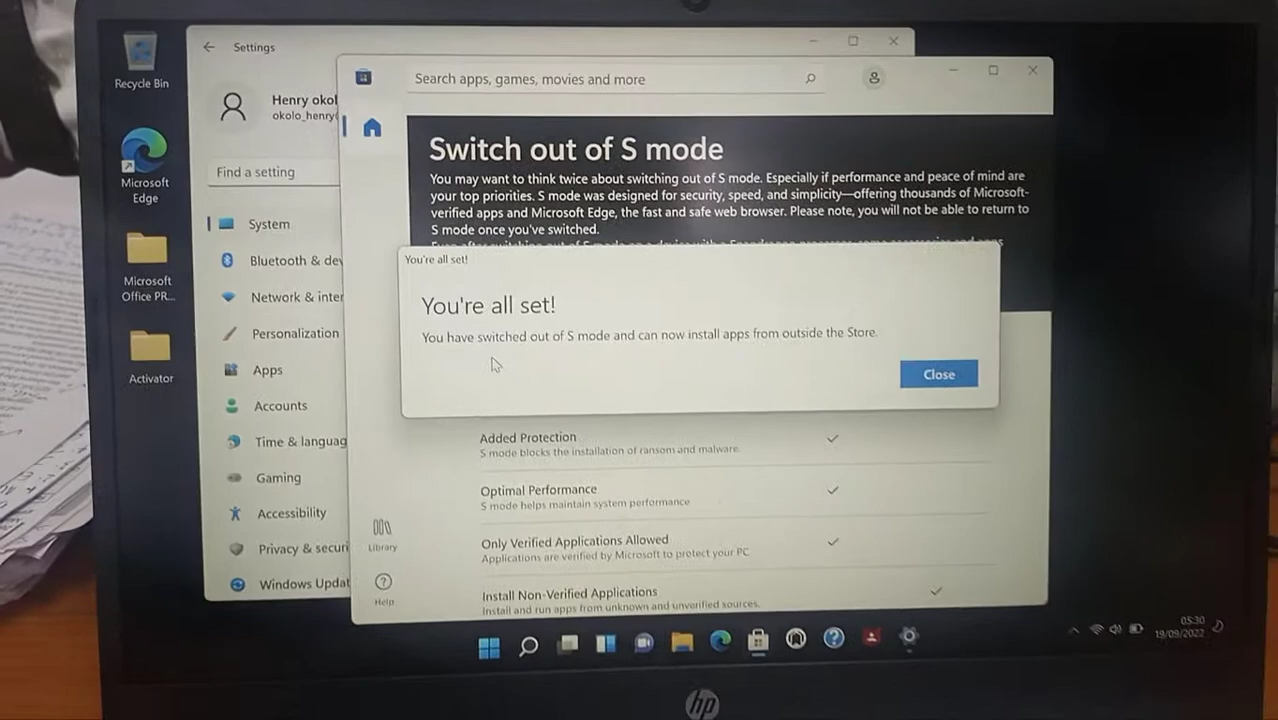 Recycle Bin
Microsoft
Edge
Microsoft
Office PR...
Activator
Settings
Henry okol
okolo_henry
Find a setting
System
Bluetooth & de
Network & inter
Personalization
Apps
Accounts
Time & languag
Gaming
Accessibility
Privacy & securi
Windows Updat
Search apps, games, movies and more
Switch out of S mode
You may want to think twice about switching out of S mode. Especially if performance and peace of mind are
your top priorities. S mode was designed for security, speed, and simplicity—offering thousands of Microsoft-
verified apps and Microsoft Edge, the fast and safe web browser. Please note, you will not be able to return to
S mode once you've switched.
You're all set!
You're all set!
You have switched out of S mode and can now install apps from outside the Store.
Close
Added Protection
S mode blocks the installation of ransom and malware.
Optimal Performance
S mode helps maintain system performance
Only Verified Applications Allowed
Applications are verified by Microsoft to protect your PC
Install Non-Verified Applications
Install and run apps from unknown and unverified sources.
Library
Help
05:30
19/09/2022
hp